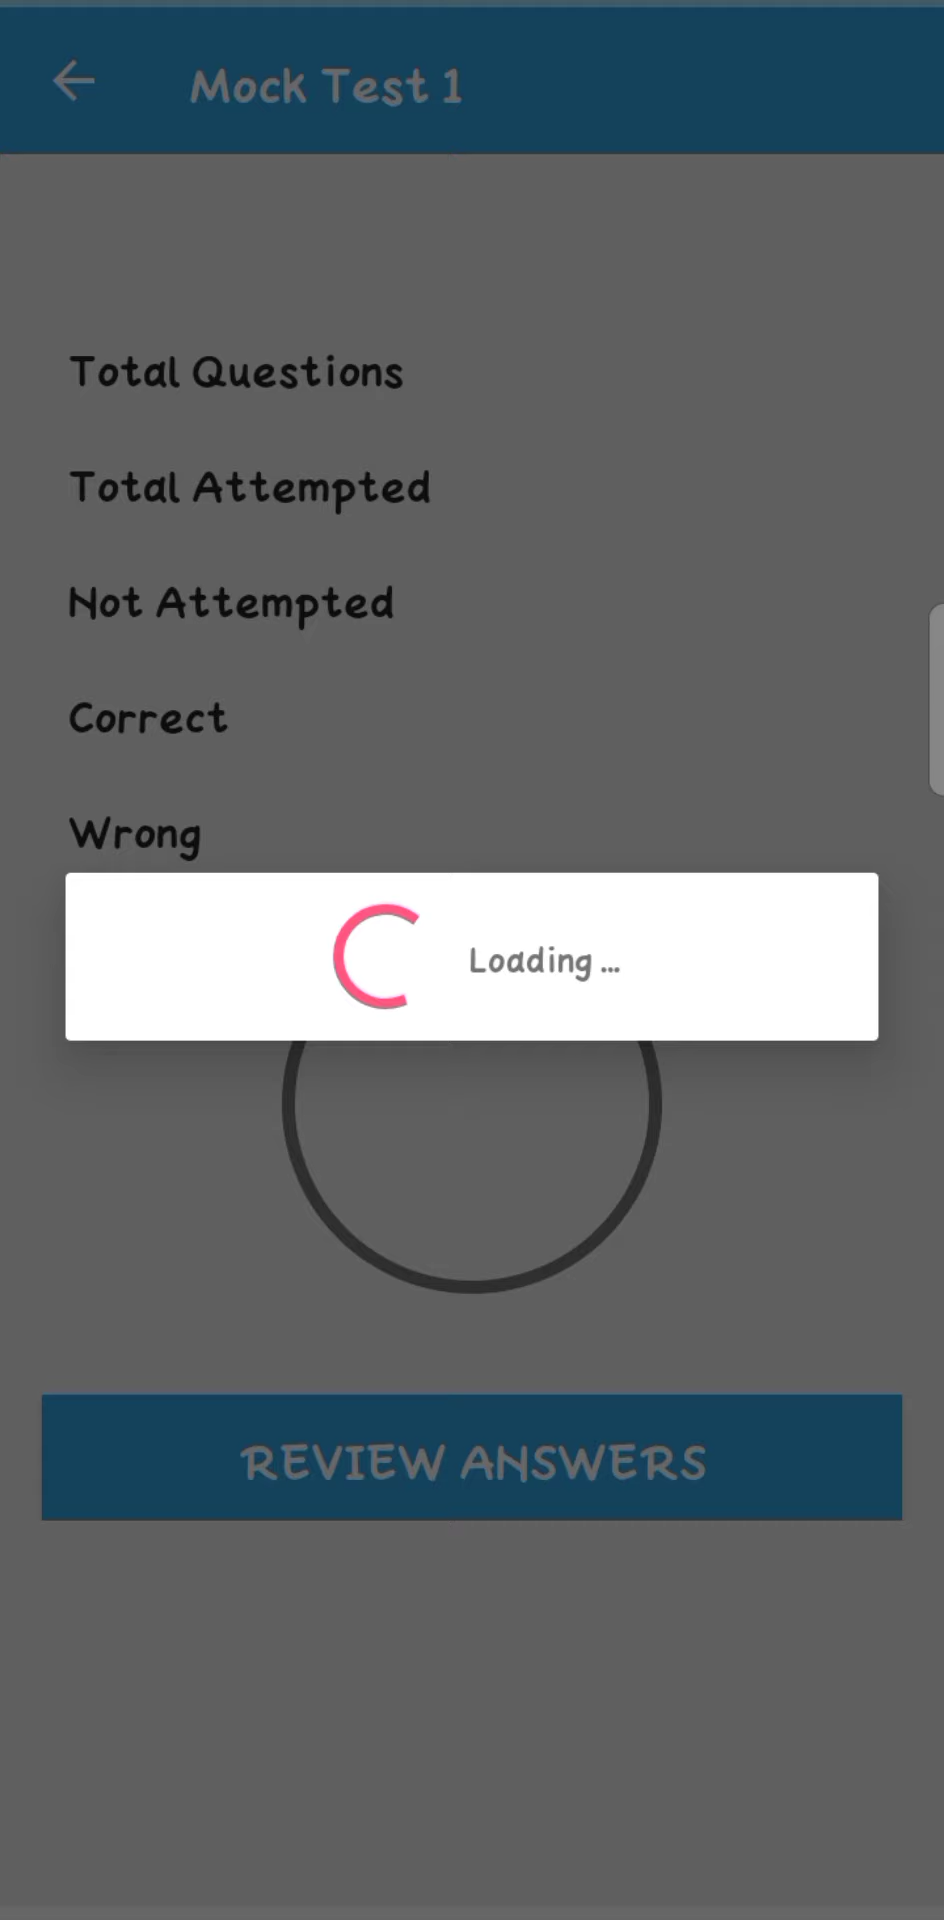 Mock Test 1
Total Questions
Total Attempted
Not Attempted
Correct
Wrong
Loading ...
REVIEW ANSWERS